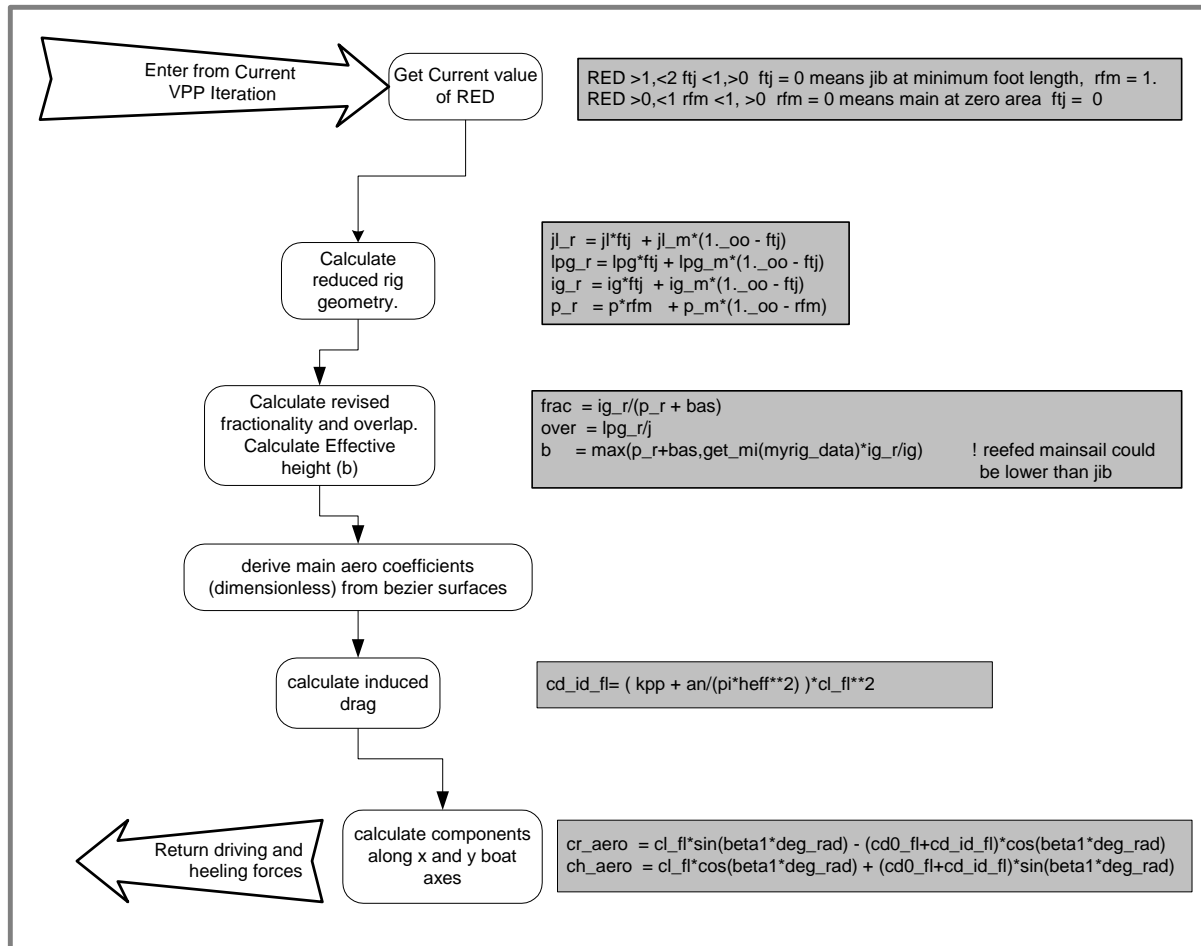 Enter from Current
VPP Iteration
Get Current value
of RED
RED >1,<2 ftj <1,>0 ftj = 0 means jib at minimum foot length, rfm = 1.
RED >0,<1 rfm <1, >0 rfm = 0 means main at zero area ftj = 0
Calculate
reduced rig
geometry.
jl_r = jl*ftj + jl_m*(1._oo - ftj)
lpg_r = lpg*ftj + lpg_m*(1._oo - ftj)
ig_r = ig*ftj + ig_m*(1._oo - ftj)
p_r = p*rfm + p_m*(1._oo - rfm)
Calculate revised
fractionality and overlap.
Calculate Effective
height (b)
frac = ig_r/(p_r + bas)
over = lpg_r/j
b = max(p_r+bas,get_mi(myrig_data)*ig_r/ig) ! reefed mainsail could
be lower than jib
derive main aero coefficients
(dimensionless) from bezier surfaces
calculate induced
drag
cd_id_fl= ( kpp + an/(pi*heff**2) )*cl_fl**2
calculate components
along x and y boat
axes
cr_aero = cl_fl*sin(beta1*deg_rad) - (cd0_fl+cd_id_fl)*cos(beta1*deg_rad)
ch_aero = cl_fl*cos(beta1*deg_rad) + (cd0_fl+cd_id_fl)*sin(beta1*deg_rad)
Return driving and
heeling forces